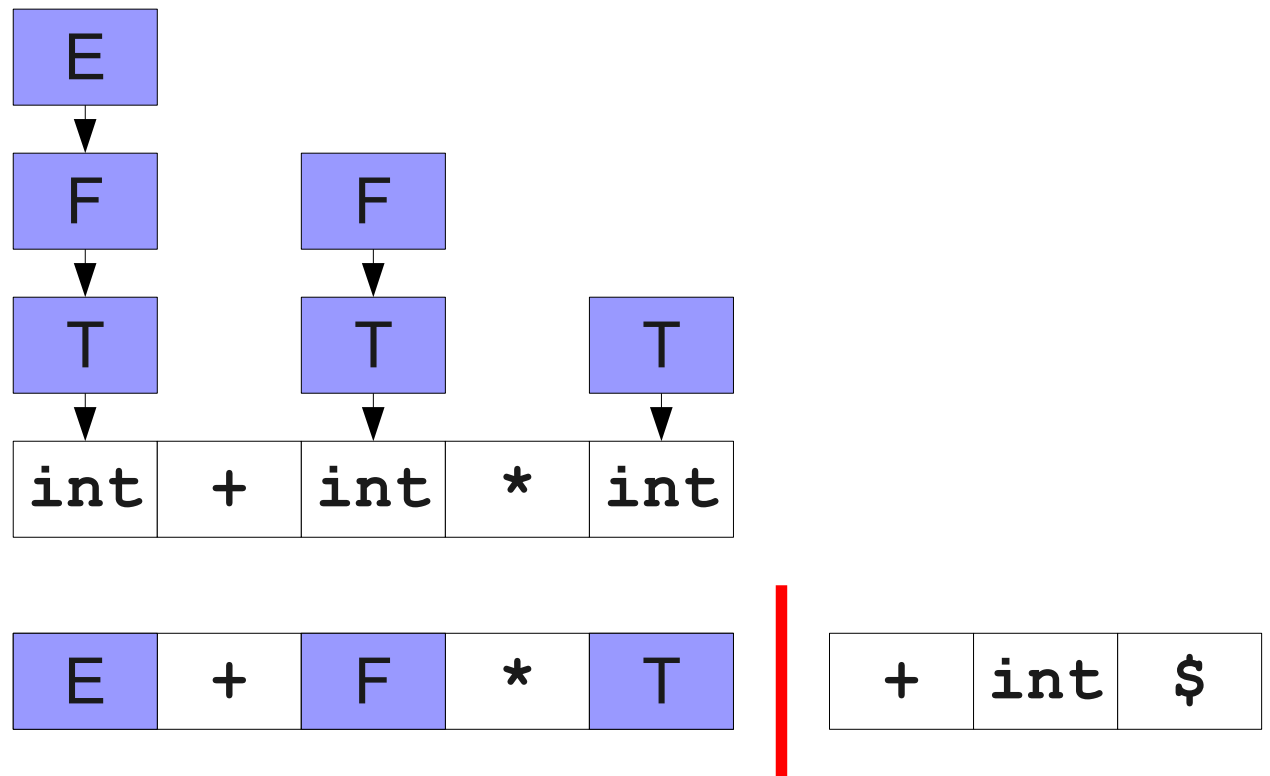 E
F F
T T T
int + int * int
E + F * T + int $